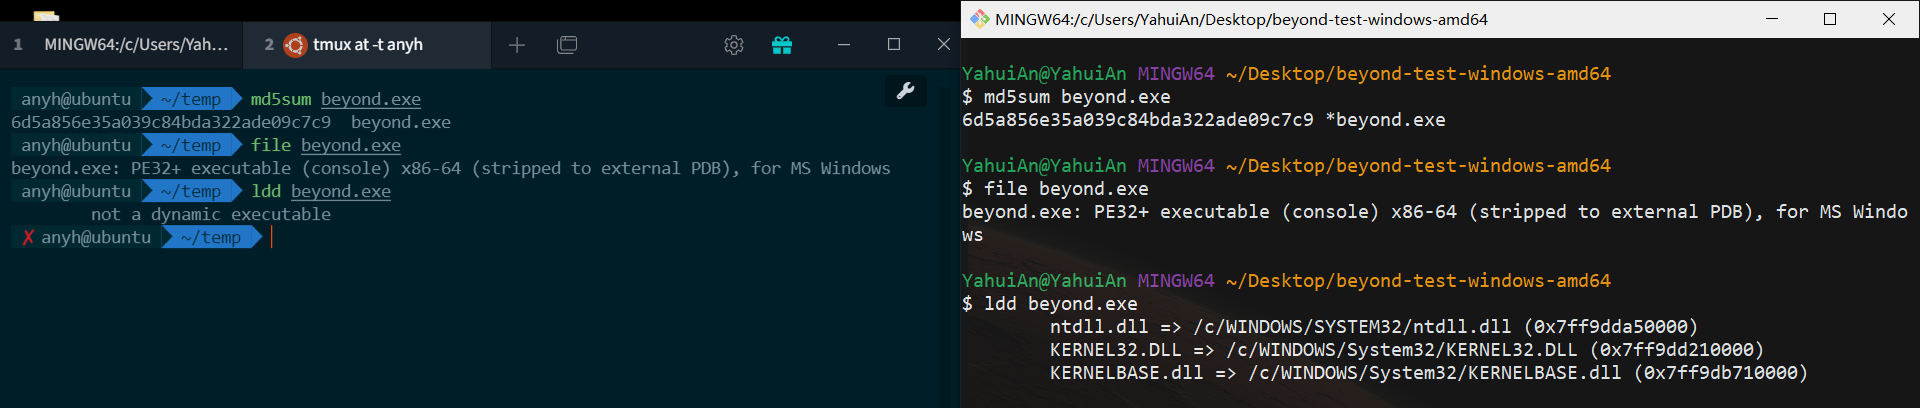 1 MINGW64:/c/Users/Yah...
2 tmux at -t anyh
anyh@ubuntu ~/temp md5sum beyond.exe
6d5a856e35a039c84bda322ade09c7c9  beyond.exe
anyh@ubuntu ~/temp file beyond.exe
beyond.exe: PE32+ executable (console) x86-64 (stripped to external PDB), for MS Windows
anyh@ubuntu ~/temp ldd beyond.exe
not a dynamic executable
✗ anyh@ubuntu ~/temp
MINGW64:/c/Users/YahuiAn/Desktop/beyond-test-windows-amd64
YahuiAn@YahuiAn MINGW64 ~/Desktop/beyond-test-windows-amd64
$ md5sum beyond.exe
6d5a856e35a039c84bda322ade09c7c9 *beyond.exe
YahuiAn@YahuiAn MINGW64 ~/Desktop/beyond-test-windows-amd64
$ file beyond.exe
beyond.exe: PE32+ executable (console) x86-64 (stripped to external PDB), for MS Windo
ws
YahuiAn@YahuiAn MINGW64 ~/Desktop/beyond-test-windows-amd64
$ ldd beyond.exe
ntdll.dll => /c/WINDOWS/SYSTEM32/ntdll.dll (0x7ff9dda50000)
KERNEL32.DLL => /c/WINDOWS/System32/KERNEL32.DLL (0x7ff9dd210000)
KERNELBASE.dll => /c/WINDOWS/System32/KERNELBASE.dll (0x7ff9db710000)